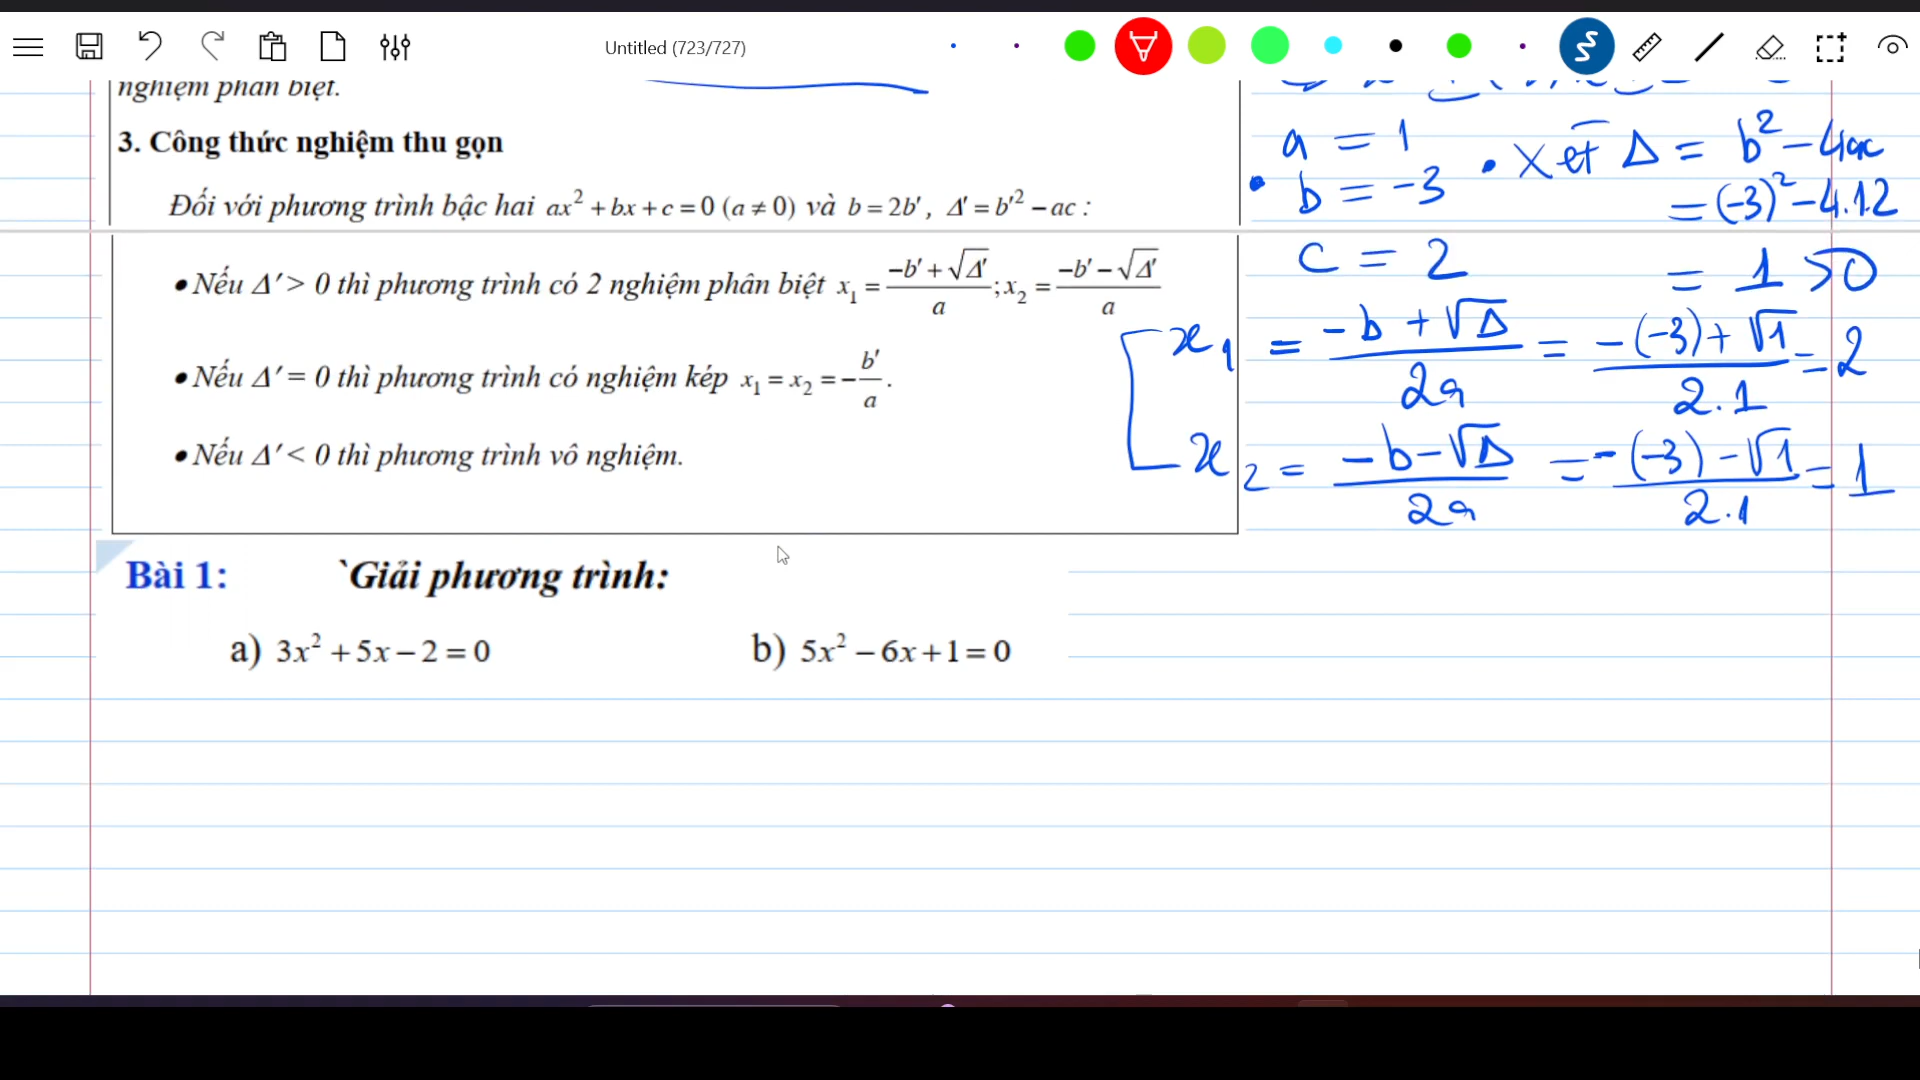 Untitled (723/727)
nghiệm phân biệt.
3. Công thức nghiệm thu gọn
Đối với phương trình bậc hai ax² + bx + c = 0 (a ≠ 0) và b = 2b′, Δ′ = b′² − ac :
• Nếu Δ′ > 0 thì phương trình có 2 nghiệm phân biệt x₁ = (−b′ + √Δ′)/a ; x₂ = (−b′ − √Δ′)/a
• Nếu Δ′ = 0 thì phương trình có nghiệm kép x₁ = x₂ = −b′/a.
• Nếu Δ′ < 0 thì phương trình vô nghiệm.
a = 1
• b = -3
c = 2
• Xét Δ = b² - 4ac
= (-3)² - 4.1.2
= 1 > 0
x₁ = (-b + √Δ)/2a = (-(-3) + √1)/2.1 = 2
x₂ = (-b - √Δ)/2a = (-(-3) - √1)/2.1 = 1
Bài 1: `Giải phương trình:
a) 3x² + 5x − 2 = 0 b) 5x² − 6x + 1 = 0